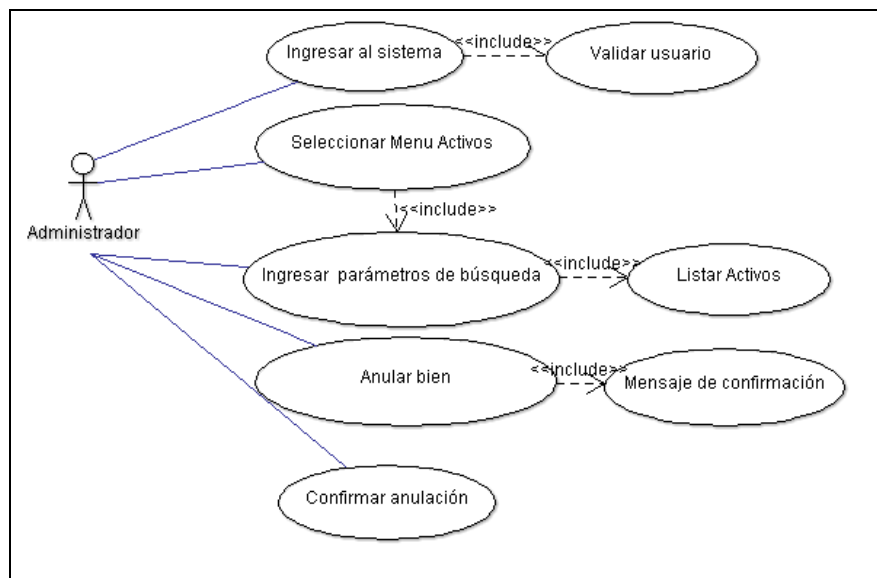 Ingresar al sistema
<<include>>
Validar usuario
Seleccionar Menu Activos
<<include>>
Administrador
Ingresar parámetros de búsqueda
<<include>>
Listar Activos
Anular bien
<<include>>
Mensaje de confirmación
Confirmar anulación